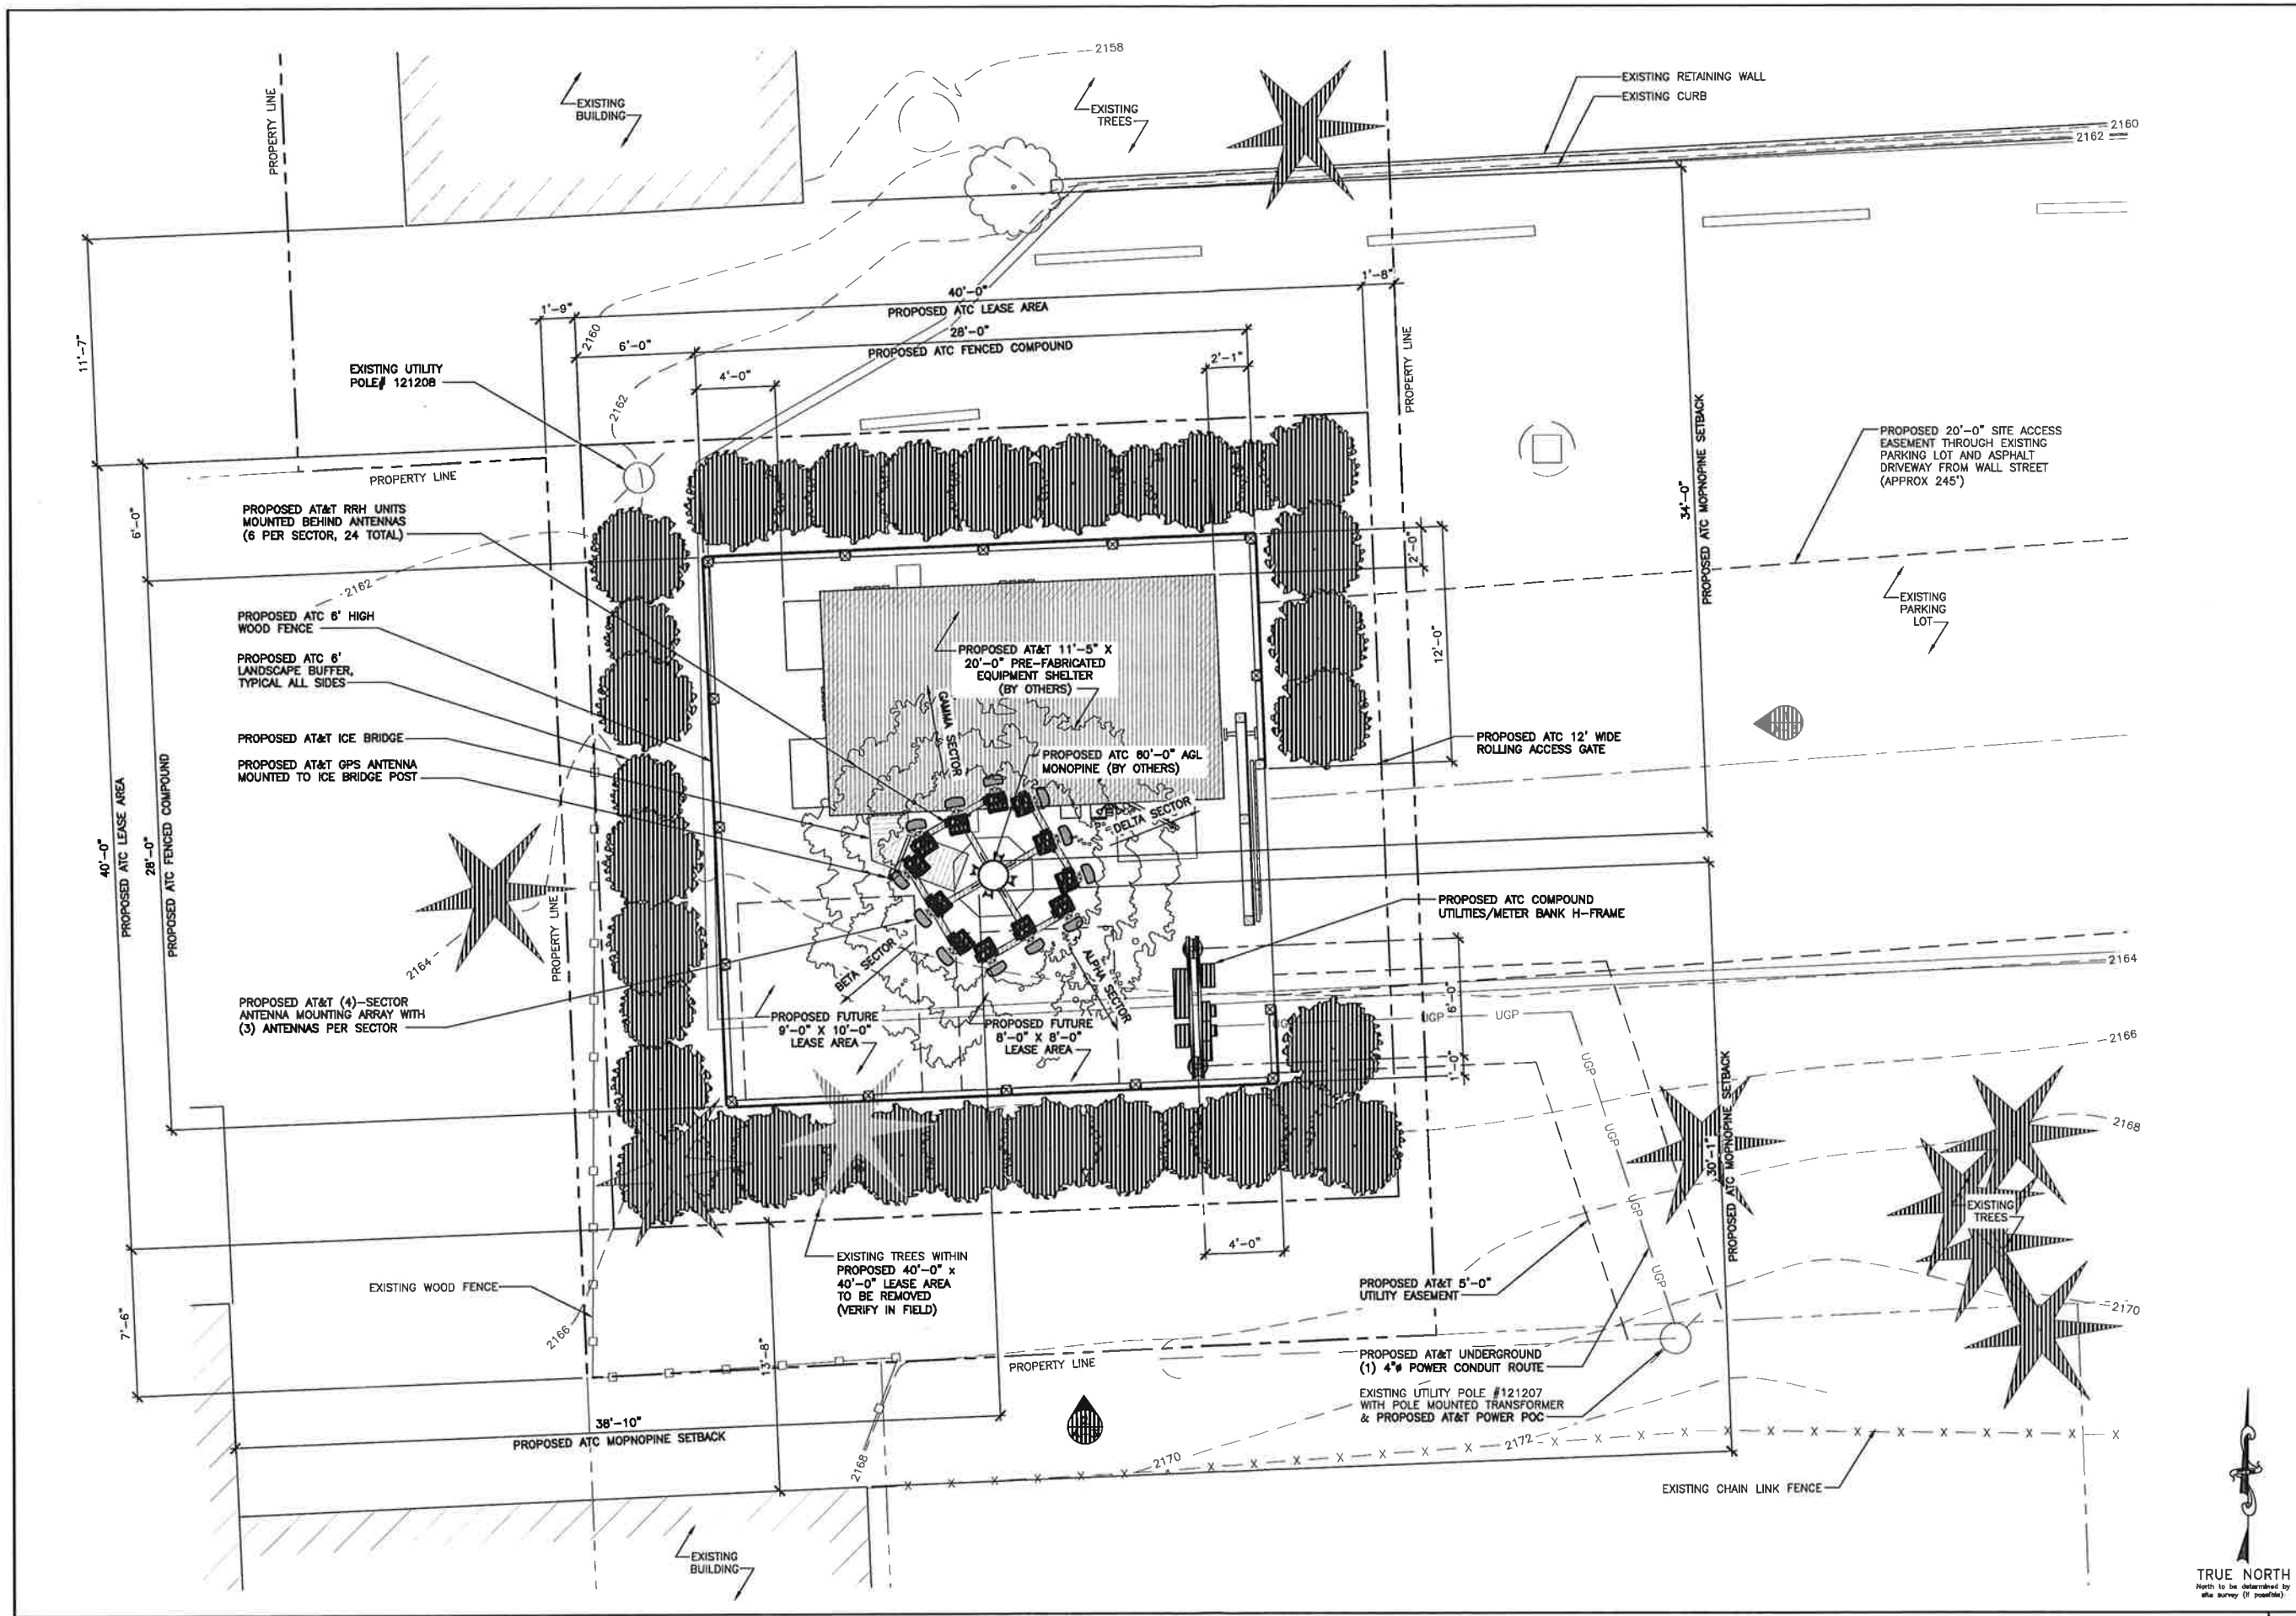 2158
EXISTING RETAINING WALL
EXISTING CURB
EXISTING
BUILDING
EXISTING
TREES
2160
2162
PROPERTY LINE
1'-8"
40'-0"
PROPOSED ATC LEASE AREA
1'-9"
28'-0"
PROPOSED ATC FENCED COMPOUND
2160
6'-0"
2'-1"
4'-0"
11'-7"
PROPERTY LINE
EXISTING UTILITY
POLE# 121208
2162
PROPOSED ATC MOPNOPINE SETBACK
34'-0"
PROPOSED 20'-0" SITE ACCESS
EASEMENT THROUGH EXISTING
PARKING LOT AND ASPHALT
DRIVEWAY FROM WALL STREET
(APPROX 245')
PROPERTY LINE
6'-0"
PROPOSED AT&T RRH UNITS
MOUNTED BEHIND ANTENNAS
(6 PER SECTOR, 24 TOTAL)
2'-0"
12'-0"
2162
EXISTING
PARKING
LOT
PROPOSED ATC 6' HIGH
WOOD FENCE
PROPOSED ATC 6'
LANDSCAPE BUFFER,
TYPICAL ALL SIDES
PROPOSED AT&T 11'-5" X
20'-0" PRE-FABRICATED
EQUIPMENT SHELTER
(BY OTHERS)
GAMMA SECTOR
PROPOSED AT&T ICE BRIDGE
PROPOSED AT&T GPS ANTENNA
MOUNTED TO ICE BRIDGE POST
PROPOSED ATC 60'-0" AGL
MONOPINE (BY OTHERS)
PROPOSED ATC 12' WIDE
ROLLING ACCESS GATE
DELTA SECTOR
40'-0"
PROPOSED ATC LEASE AREA
28'-0"
PROPOSED ATC FENCED COMPOUND
PROPERTY LINE
PROPOSED ATC COMPOUND
UTILITIES/METER BANK H-FRAME
2164
BETA SECTOR
ALPHA SECTOR
2164
PROPOSED AT&T (4)-SECTOR
ANTENNA MOUNTING ARRAY WITH
(3) ANTENNAS PER SECTOR
PROPOSED FUTURE
9'-0" X 10'-0"
LEASE AREA
PROPOSED FUTURE
8'-0" X 8'-0"
LEASE AREA
UGP
UGP
UGP
6'-0"
1'-0"
2166
UGP
UGP
UGP
UGP
2168
30'-1"
PROPOSED ATC MOPNOPINE SETBACK
EXISTING
TREES
4'-0"
EXISTING TREES WITHIN
PROPOSED 40'-0" x
40'-0" LEASE AREA
TO BE REMOVED
(VERIFY IN FIELD)
EXISTING WOOD FENCE
2166
7'-6"
PROPOSED AT&T 5'-0"
UTILITY EASEMENT
2170
13'-8"
PROPERTY LINE
PROPOSED AT&T UNDERGROUND
(1) 4"ø POWER CONDUIT ROUTE
EXISTING UTILITY POLE #121207
WITH POLE MOUNTED TRANSFORMER
& PROPOSED AT&T POWER POC
38'-10"
PROPOSED ATC MOPNOPINE SETBACK
2168
2170
2172
EXISTING CHAIN LINK FENCE
EXISTING
BUILDING
TRUE NORTH
North to be determined by
site survey (if possible)